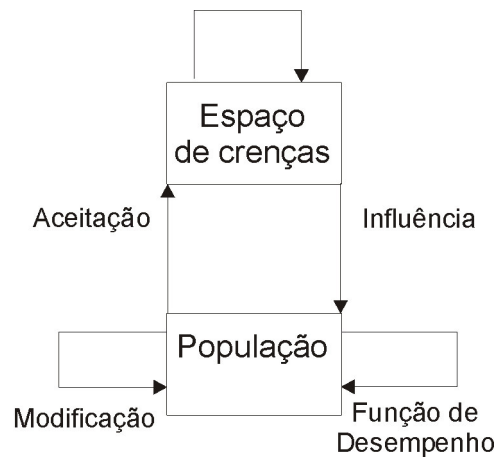 Espaço
de crenças
Aceitação
Influência
População
Modificação
Função de
Desempenho